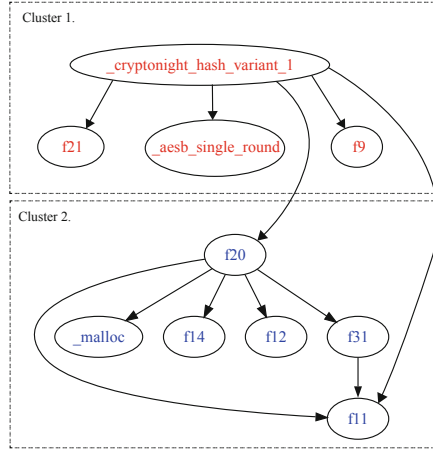 Cluster 1.
_cryptonight_hash_variant_1
f21
_aesb_single_round
f9
Cluster 2.
f20
_malloc
f14
f12
f31
f11